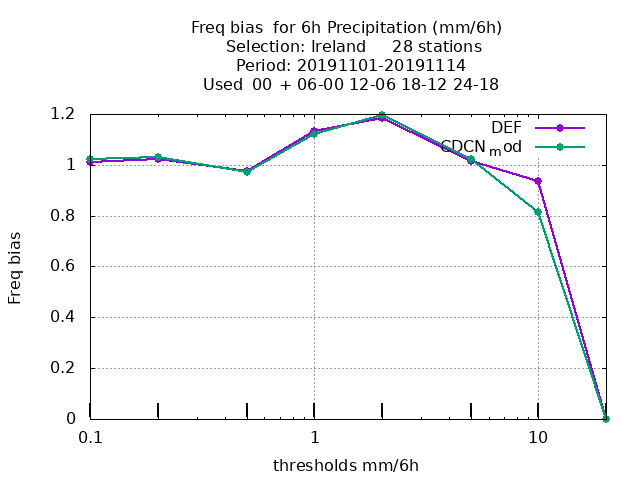 Freq bias  for 6h Precipitation (mm/6h)
Selection: Ireland     28 stations
Period: 20191101-20191114
Used  00  + 06-00 12-06 18-12 24-18
1.2
1
0.8
0.6
0.4
0.2
0
Freq bias
DEF
CDCN_mod
0.1 1 10
thresholds mm/6h